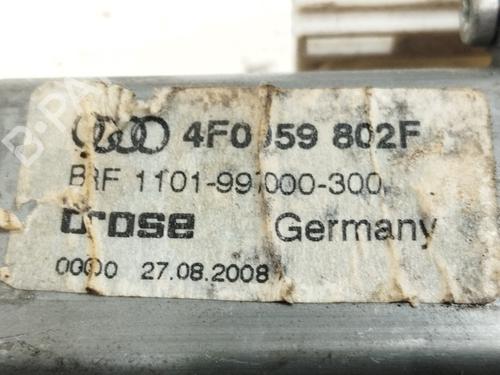 4F0959 802F
BRF 1101-997000-300
brose Germany
0000 27.08.2008